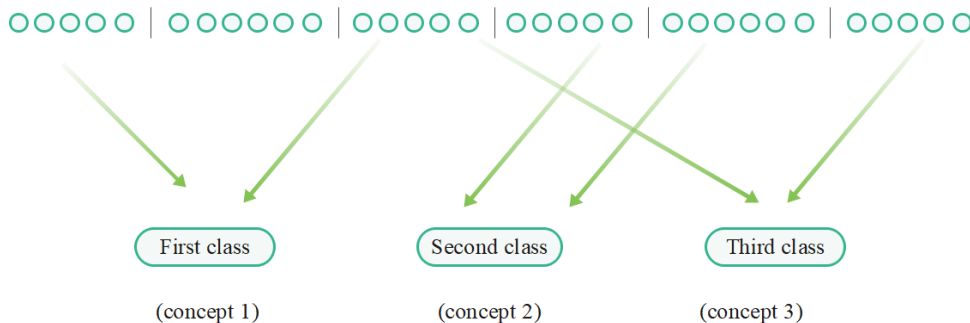 First class
Second class
Third class
(concept 1)
(concept 2)
(concept 3)